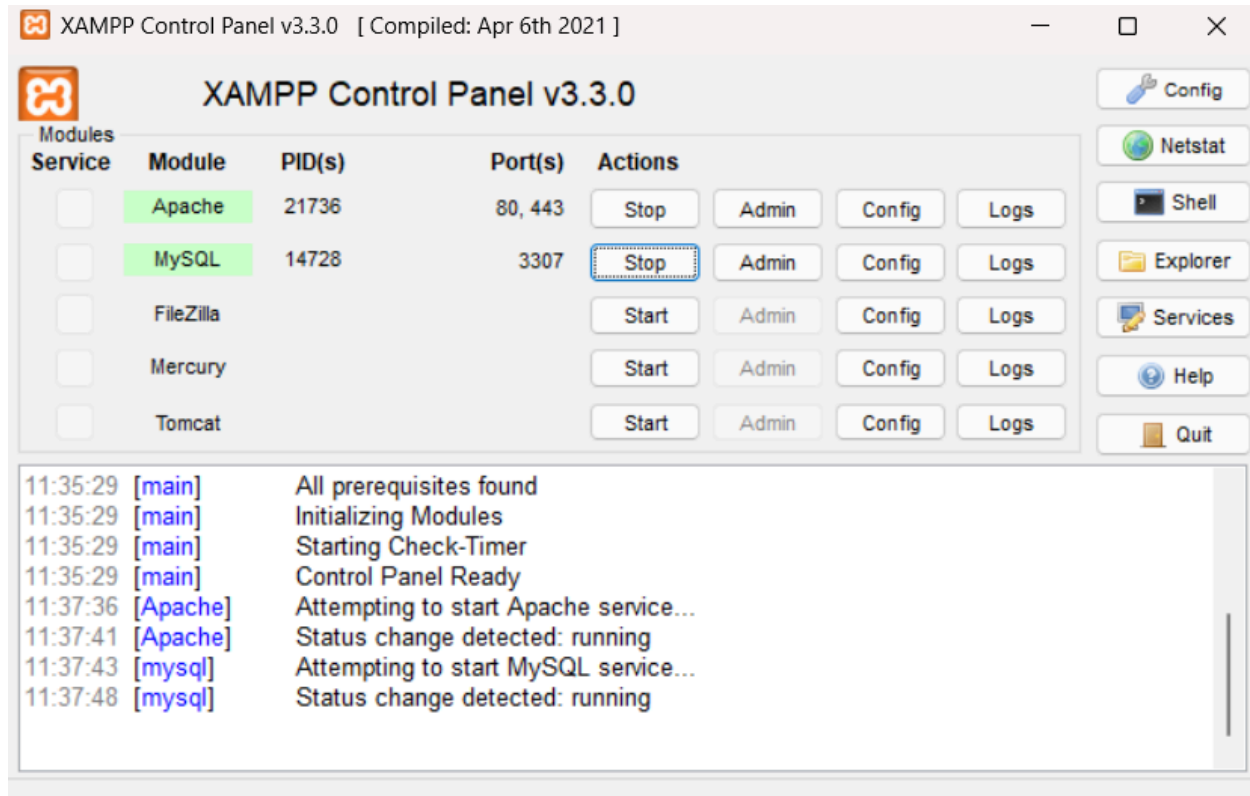 XAMPP Control Panel v3.3.0 [ Compiled: Apr 6th 2021 ]
XAMPP Control Panel v3.3.0
Config
Modules
Service Module PID(s) Port(s) Actions
Netstat
Apache 21736 80, 443 Stop Admin Config Logs
Shell
MySQL 14728 3307 Stop Admin Config Logs
Explorer
FileZilla Start Admin Config Logs
Services
Mercury Start Admin Config Logs
Help
Tomcat Start Admin Config Logs
Quit
11:35:29 [main] All prerequisites found
11:35:29 [main] Initializing Modules
11:35:29 [main] Starting Check-Timer
11:35:29 [main] Control Panel Ready
11:37:36 [Apache] Attempting to start Apache service...
11:37:41 [Apache] Status change detected: running
11:37:43 [mysql] Attempting to start MySQL service...
11:37:48 [mysql] Status change detected: running